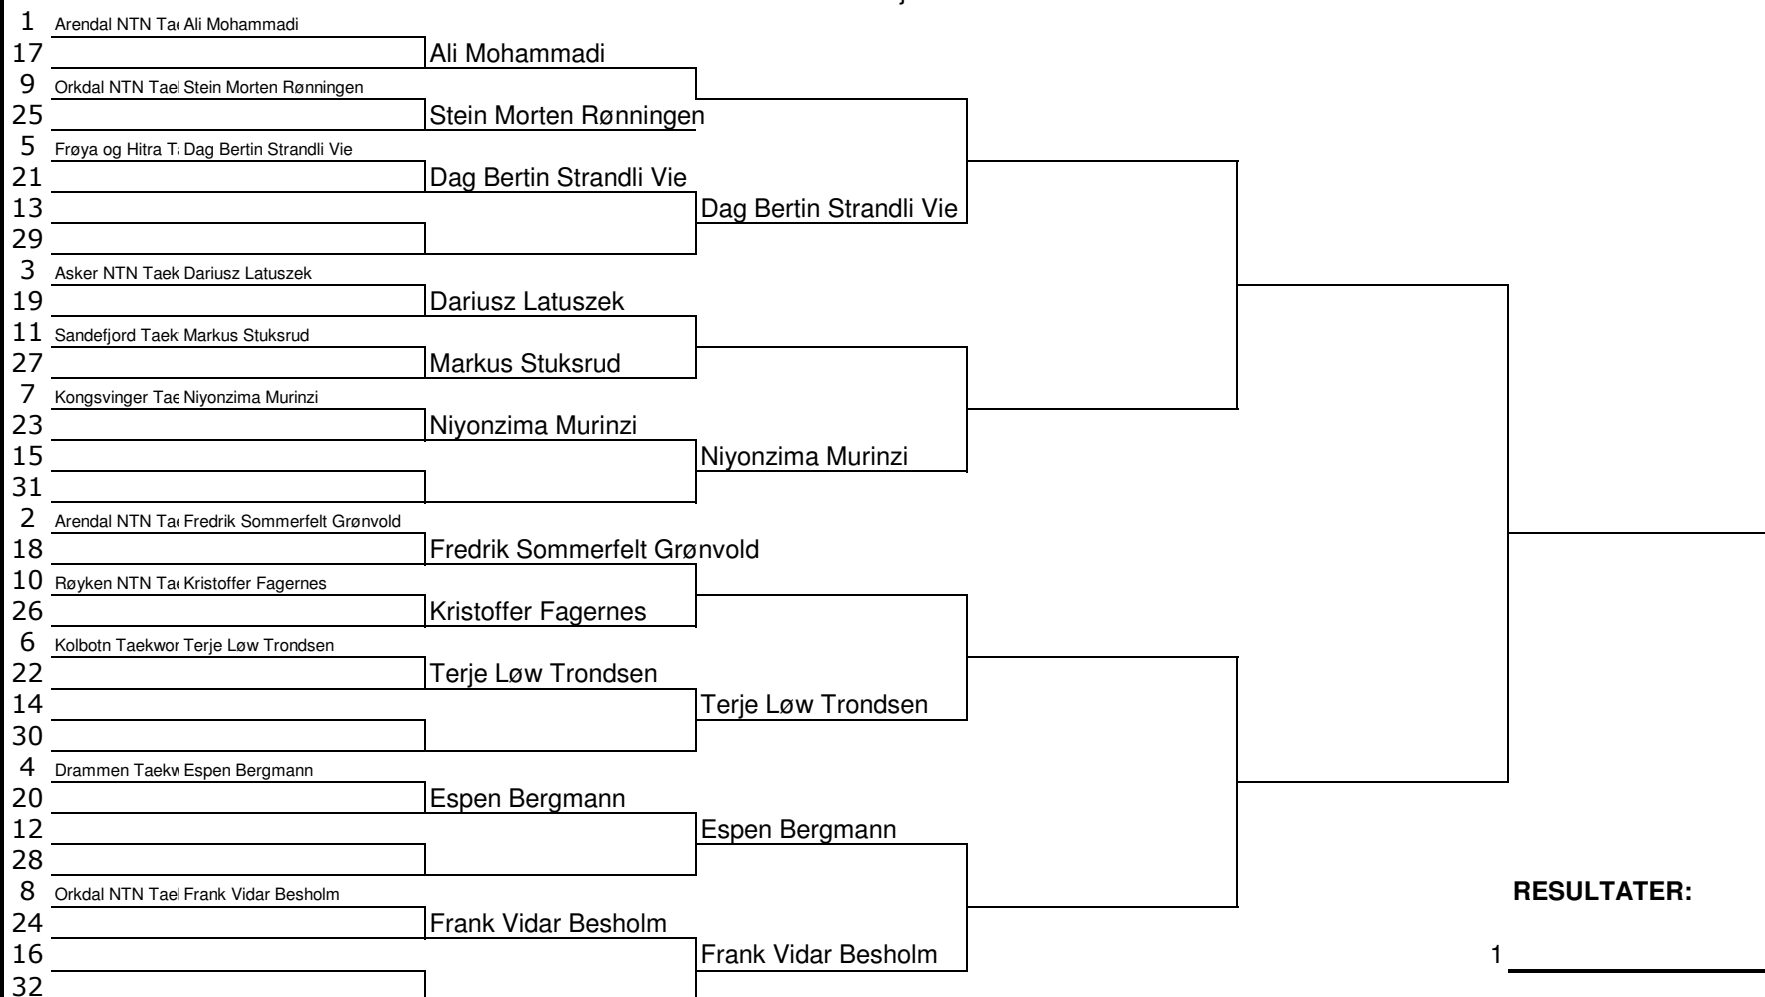 1 Arendal NTN Ta Ali Mohammadi
17 Ali Mohammadi
9 Orkdal NTN Tae Stein Morten Rønningen
25 Stein Morten Rønningen
5 Frøya og Hitra T Dag Bertin Strandli Vie
21 Dag Bertin Strandli Vie
13 Dag Bertin Strandli Vie
29
3 Asker NTN Taek Dariusz Latuszek
19 Dariusz Latuszek
11 Sandefjord Taek Markus Stuksrud
27 Markus Stuksrud
7 Kongsvinger Tae Niyonzima Murinzi
23 Niyonzima Murinzi
15 Niyonzima Murinzi
31
2 Arendal NTN Ta Fredrik Sommerfelt Grønvold
18 Fredrik Sommerfelt Grønvold
10 Røyken NTN Ta Kristoffer Fagernes
26 Kristoffer Fagernes
6 Kolbotn Taekwor Terje Løw Trondsen
22 Terje Løw Trondsen
14 Terje Løw Trondsen
30
4 Drammen Taekw Espen Bergmann
20 Espen Bergmann
12 Espen Bergmann
28
8 Orkdal NTN Tae Frank Vidar Besholm
RESULTATER:
24 Frank Vidar Besholm
16 Frank Vidar Besholm 1
32